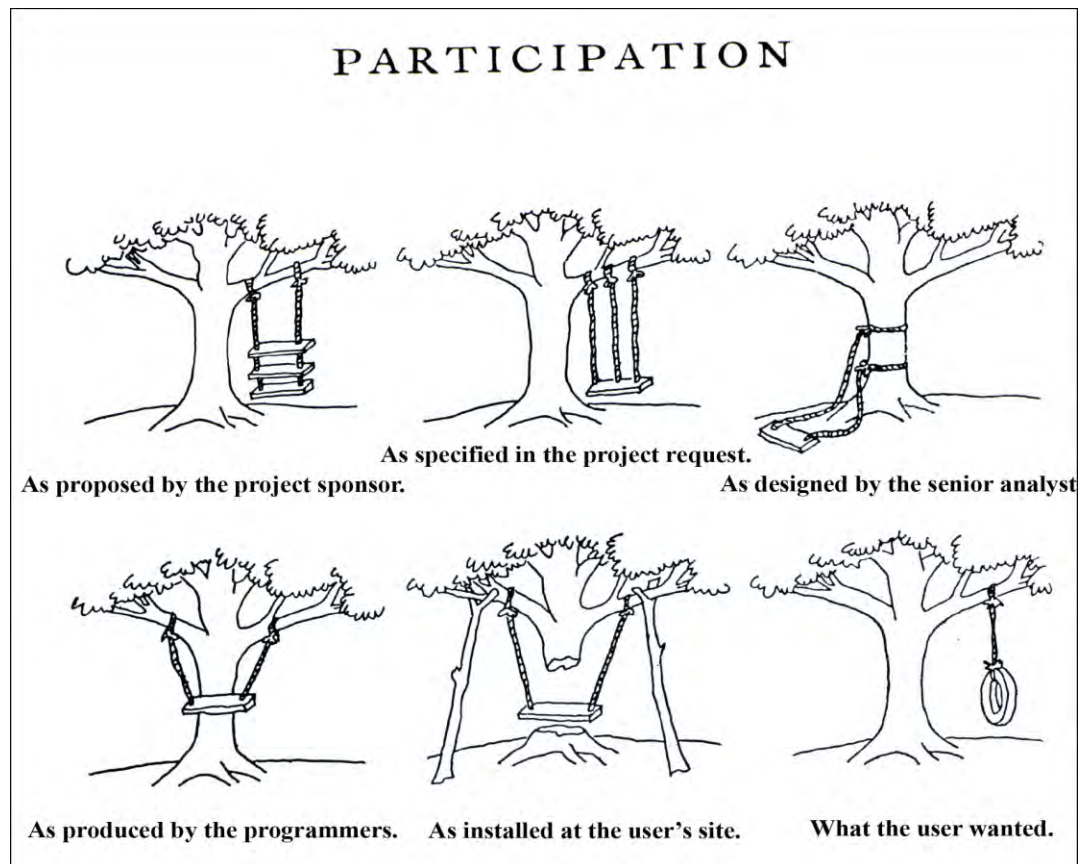 PARTICIPATION
As proposed by the project sponsor.
As specified in the project request.
As designed by the senior analyst
As produced by the programmers.
As installed at the user's site.
What the user wanted.